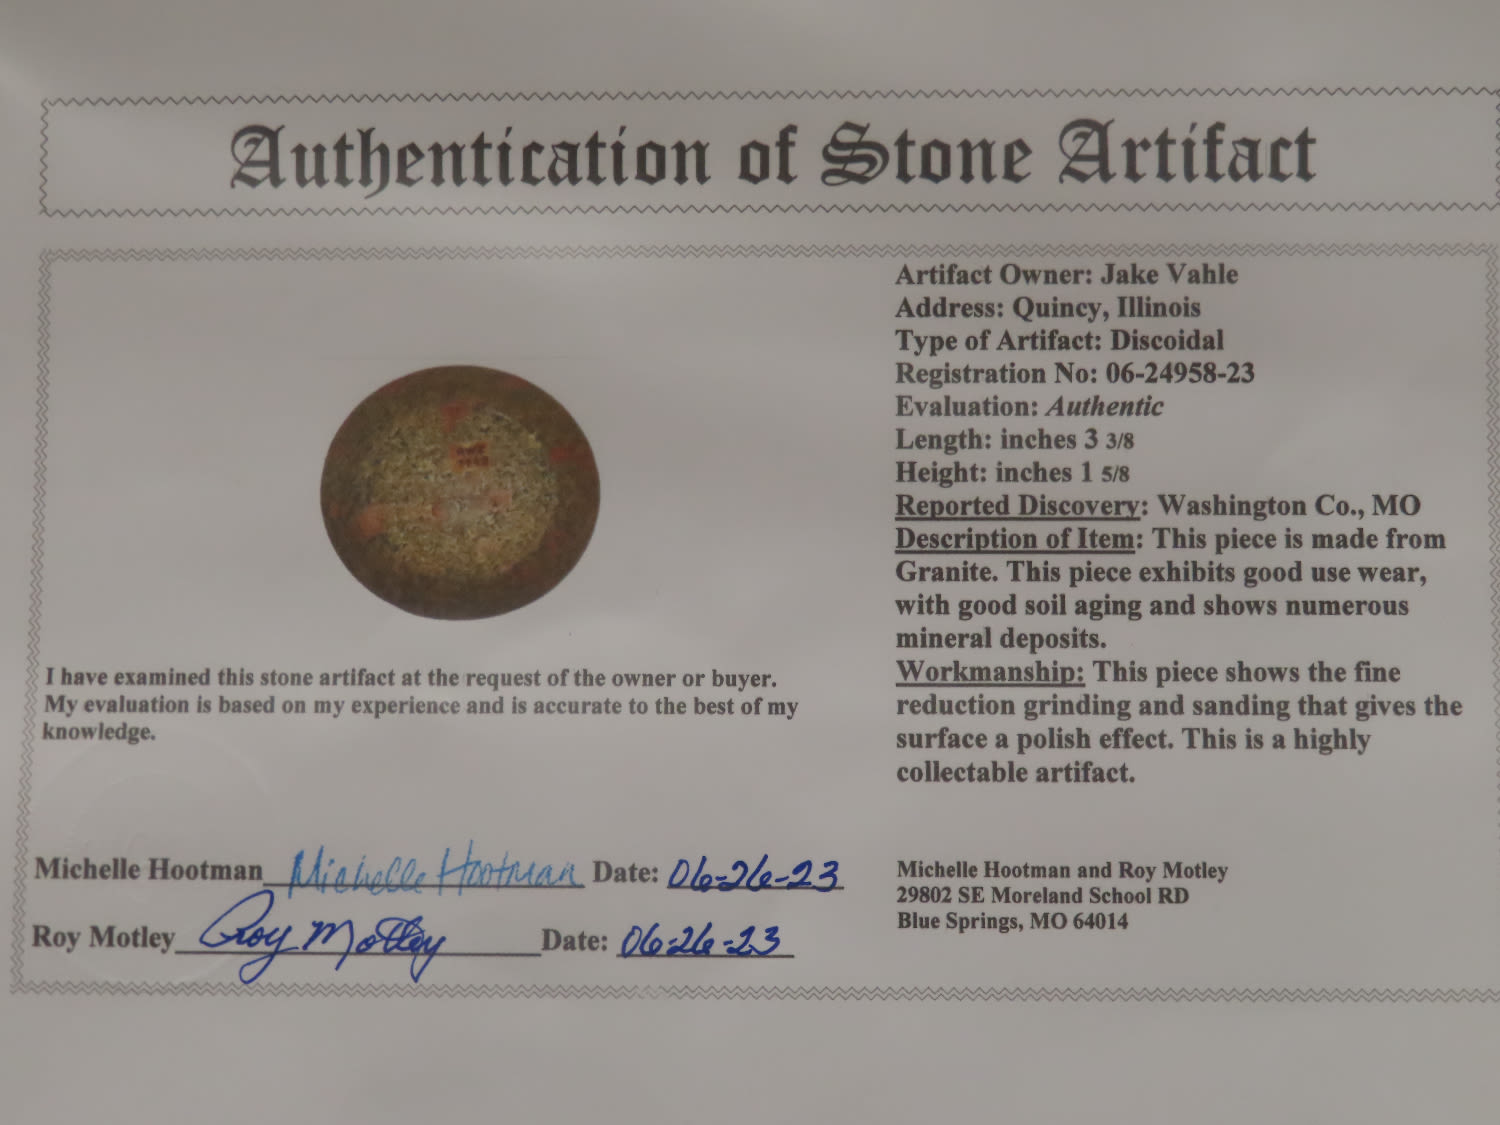 Authentication of Stone Artifact
Artifact Owner: Jake Vahle
Address: Quincy, Illinois
Type of Artifact: Discoidal
Registration No: 06-24958-23
Evaluation: Authentic
Length: inches 3 3/8
Height: inches 1 5/8
Reported Discovery: Washington Co., MO
Description of Item: This piece is made from
Granite. This piece exhibits good use wear,
with good soil aging and shows numerous
mineral deposits.
Workmanship: This piece shows the fine
reduction grinding and sanding that gives the
surface a polish effect. This is a highly
collectable artifact.
I have examined this stone artifact at the request of the owner or buyer.
My evaluation is based on my experience and is accurate to the best of my
knowledge.
Michelle Hootman Michelle Hootman Date: 06-26-23
Roy Motley Roy Motley Date: 06-26-23
Michelle Hootman and Roy Motley
29802 SE Moreland School RD
Blue Springs, MO 64014